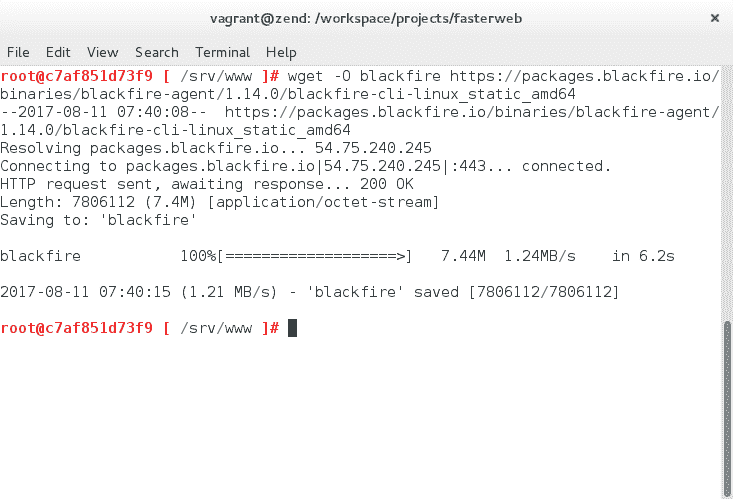 vagrant@zend: /workspace/projects/fasterweb ×
File Edit View Search Terminal Help
root@c7af851d73f9 [ /srv/www ]# wget -O blackfire https://packages.blackfire.io/
binaries/blackfire-agent/1.14.0/blackfire-cli-linux_static_amd64
--2017-08-11 07:40:08--  https://packages.blackfire.io/binaries/blackfire-agent/
1.14.0/blackfire-cli-linux_static_amd64
Resolving packages.blackfire.io... 54.75.240.245
Connecting to packages.blackfire.io|54.75.240.245|:443... connected.
HTTP request sent, awaiting response... 200 OK
Length: 7806112 (7.4M) [application/octet-stream]
Saving to: 'blackfire'
blackfire           100%[===================>]   7.44M  1.24MB/s    in 6.2s
2017-08-11 07:40:15 (1.21 MB/s) - 'blackfire' saved [7806112/7806112]
root@c7af851d73f9 [ /srv/www ]#